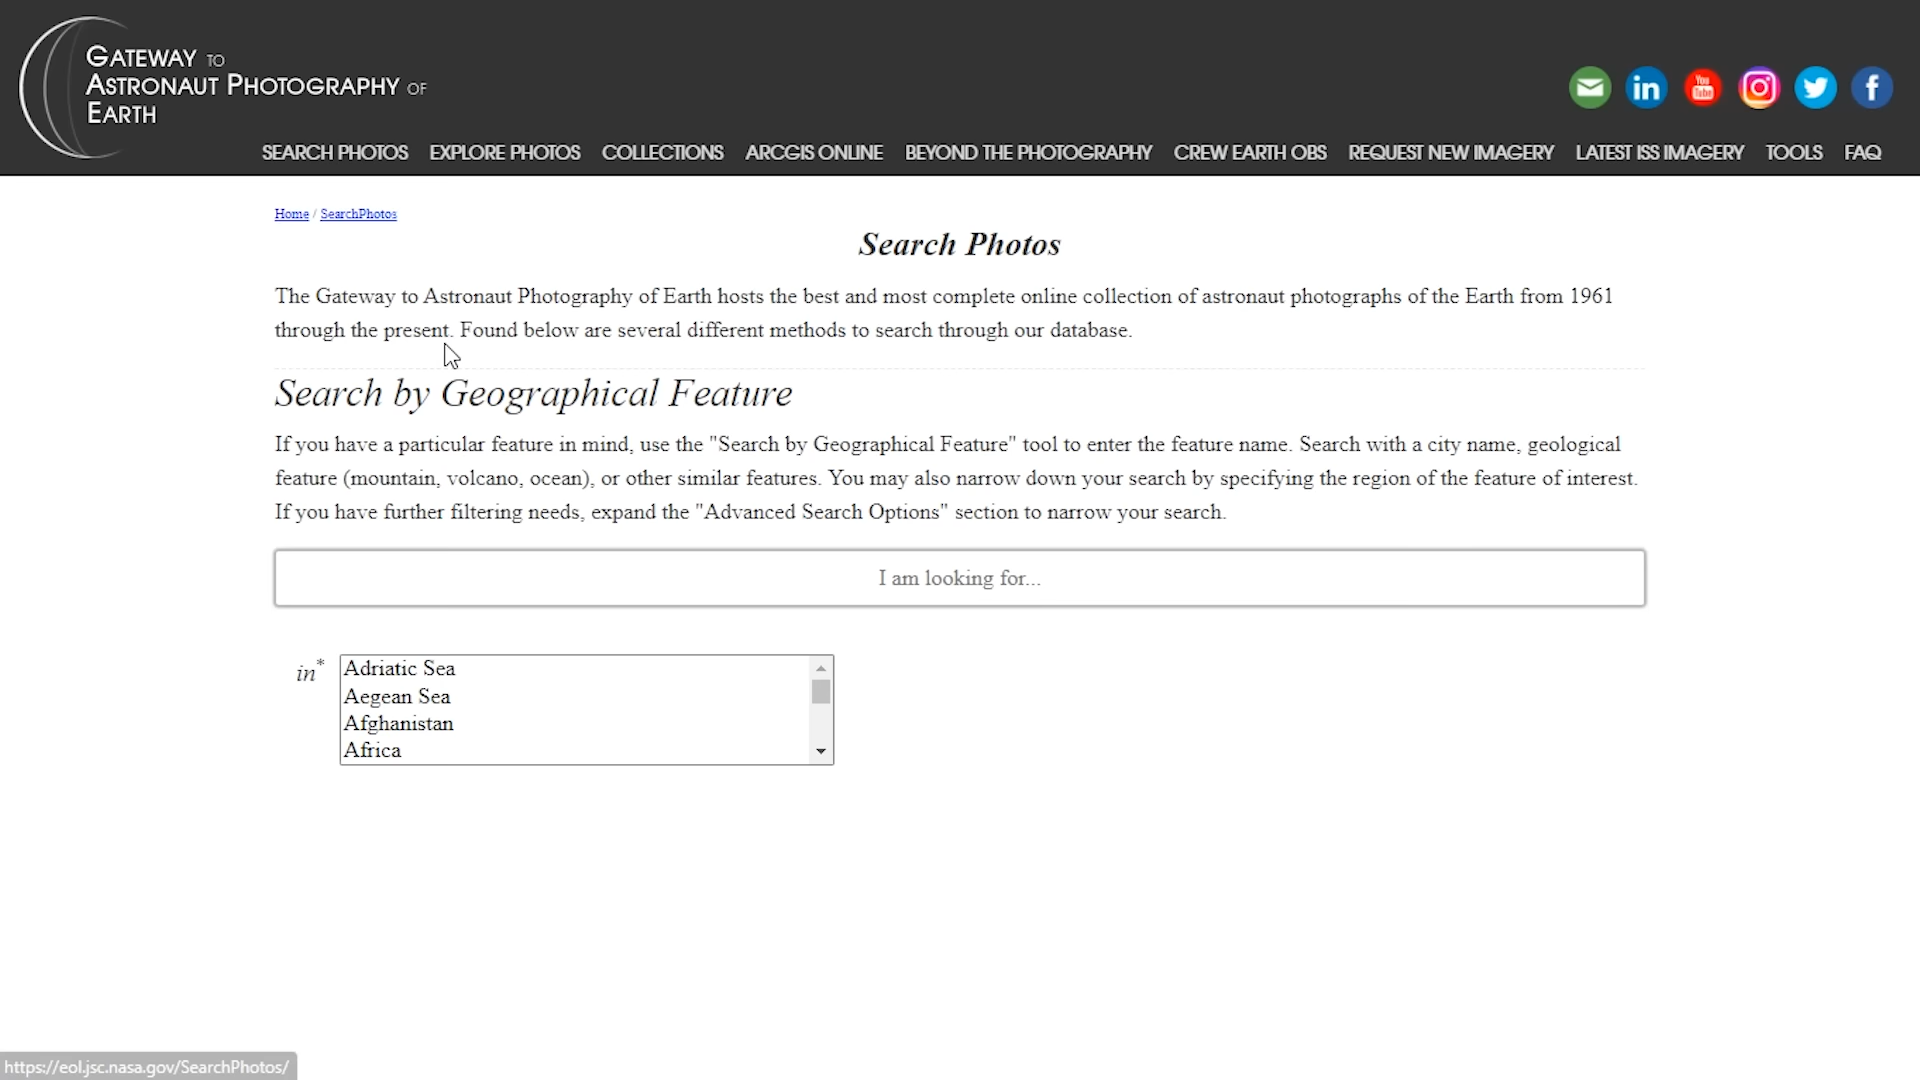 GATEWAY TO
ASTRONAUT PHOTOGRAPHY OF
EARTH
in You Tube f
SEARCH PHOTOS EXPLORE PHOTOS COLLECTIONS ARCGIS ONLINE BEYOND THE PHOTOGRAPHY CREW EARTH OBS REQUEST NEW IMAGERY LATEST ISS IMAGERY TOOLS FAQ
Home / SearchPhotos
Search Photos
The Gateway to Astronaut Photography of Earth hosts the best and most complete online collection of astronaut photographs of the Earth from 1961
through the present. Found below are several different methods to search through our database.
Search by Geographical Feature
If you have a particular feature in mind, use the "Search by Geographical Feature" tool to enter the feature name. Search with a city name, geological
feature (mountain, volcano, ocean), or other similar features. You may also narrow down your search by specifying the region of the feature of interest.
If you have further filtering needs, expand the "Advanced Search Options" section to narrow your search.
I am looking for...
in* Adriatic Sea
Aegean Sea
Afghanistan
Africa
https://eol.jsc.nasa.gov/SearchPhotos/